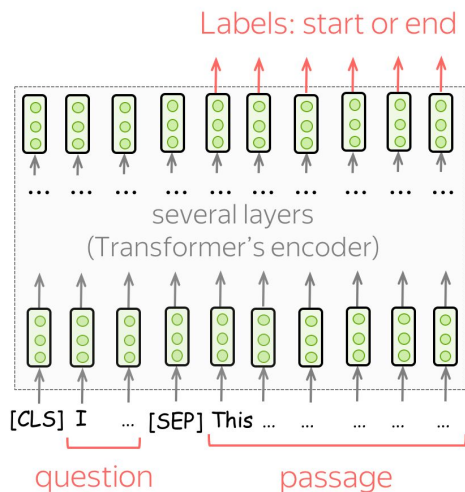 Labels: start or end
... ... ... ... ... ... ... ... ... ...
several layers
(Transformer's encoder)
[CLS] I ... [SEP] This ... ... ... ... ...
question passage